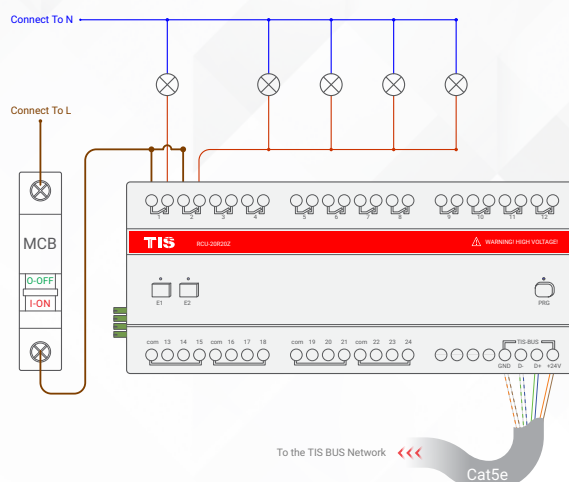 Connect To N
Connect To L
MCB
O-OFF
I-ON
1 2 3 4 5 6 7 8 9 10 11 12
TIS
RCU-20R20Z
WARNING! HIGH VOLTAGE!
E1 E2 PRG
com 13 14 15 com 16 17 18 com 19 20 21 com 22 23 24
TIS-BUS
GND D- D+ +24V
To the TIS BUS Network
Cat5e